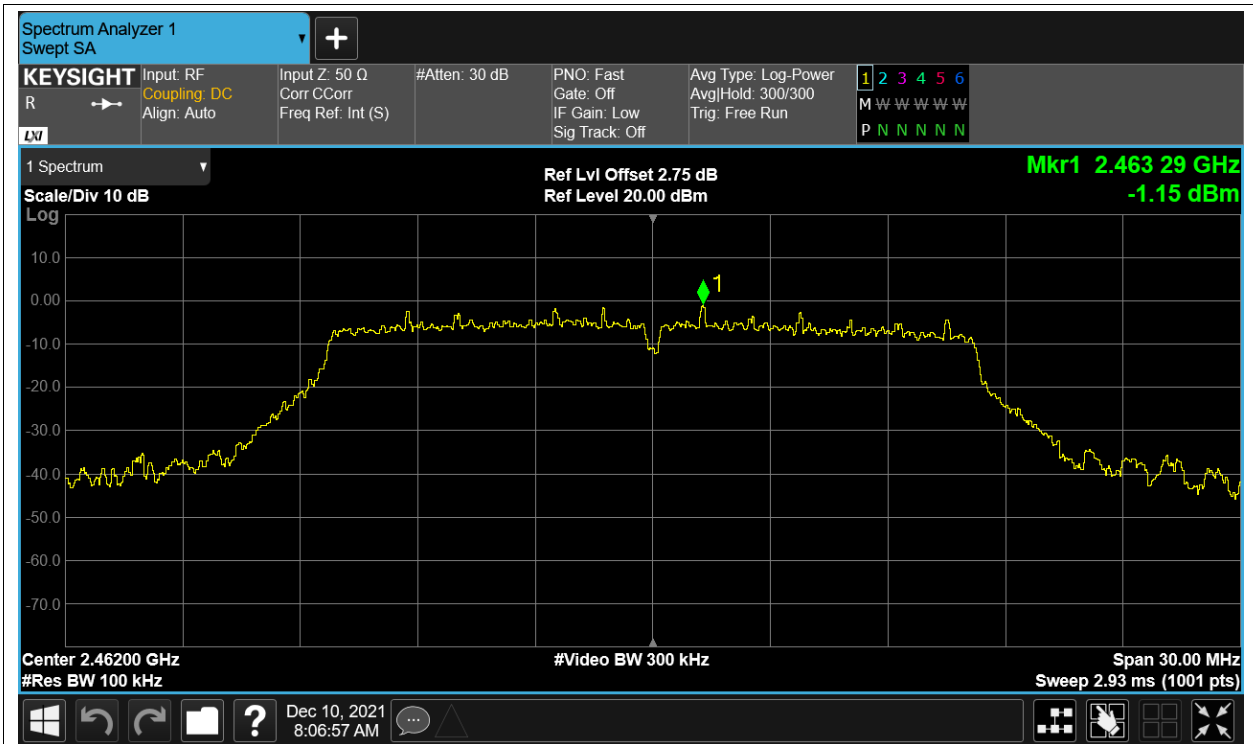 Spectrum Analyzer 1
Swept SA
KEYSIGHT
R
LXI
Input: RF
Coupling: DC
Align: Auto
Input Z: 50 Ω
Corr CCorr
Freq Ref: Int (S)
#Atten: 30 dB
PNO: Fast
Gate: Off
IF Gain: Low
Sig Track: Off
Avg Type: Log-Power
Avg|Hold: 300/300
Trig: Free Run
1 2 3 4 5 6
M W W W W W
P N N N N N
1 Spectrum
Scale/Div 10 dB
Log
Ref Lvl Offset 2.75 dB
Ref Level 20.00 dBm
Mkr1 2.463 29 GHz
-1.15 dBm
1
10.0
0.00
-10.0
-20.0
-30.0
-40.0
-50.0
-60.0
-70.0
Center 2.46200 GHz
#Res BW 100 kHz
#Video BW 300 kHz
Span 30.00 MHz
Sweep 2.93 ms (1001 pts)
?
Dec 10, 2021
8:06:57 AM